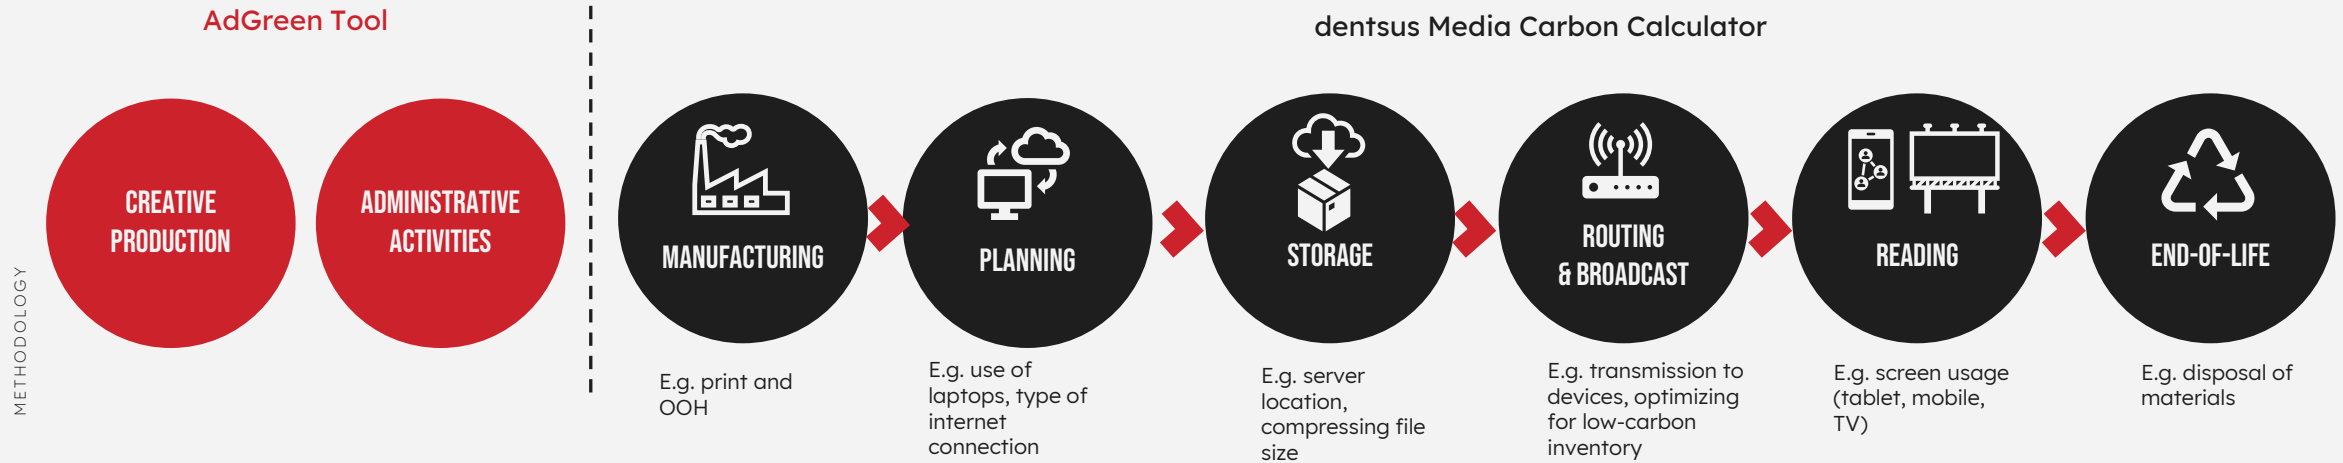 AdGreen Tool
dentsus Media Carbon Calculator
METHODOLOGY
CREATIVE
PRODUCTION
ADMINISTRATIVE
ACTIVITIES
MANUFACTURING
E.g. print and
OOH
PLANNING
E.g. use of
laptops, type of
internet
connection
STORAGE
E.g. server
location,
compressing file
size
ROUTING
& BROADCAST
E.g. transmission to
devices, optimizing
for low-carbon
inventory
READING
E.g. screen usage
(tablet, mobile,
TV)
END-OF-LIFE
E.g. disposal of
materials